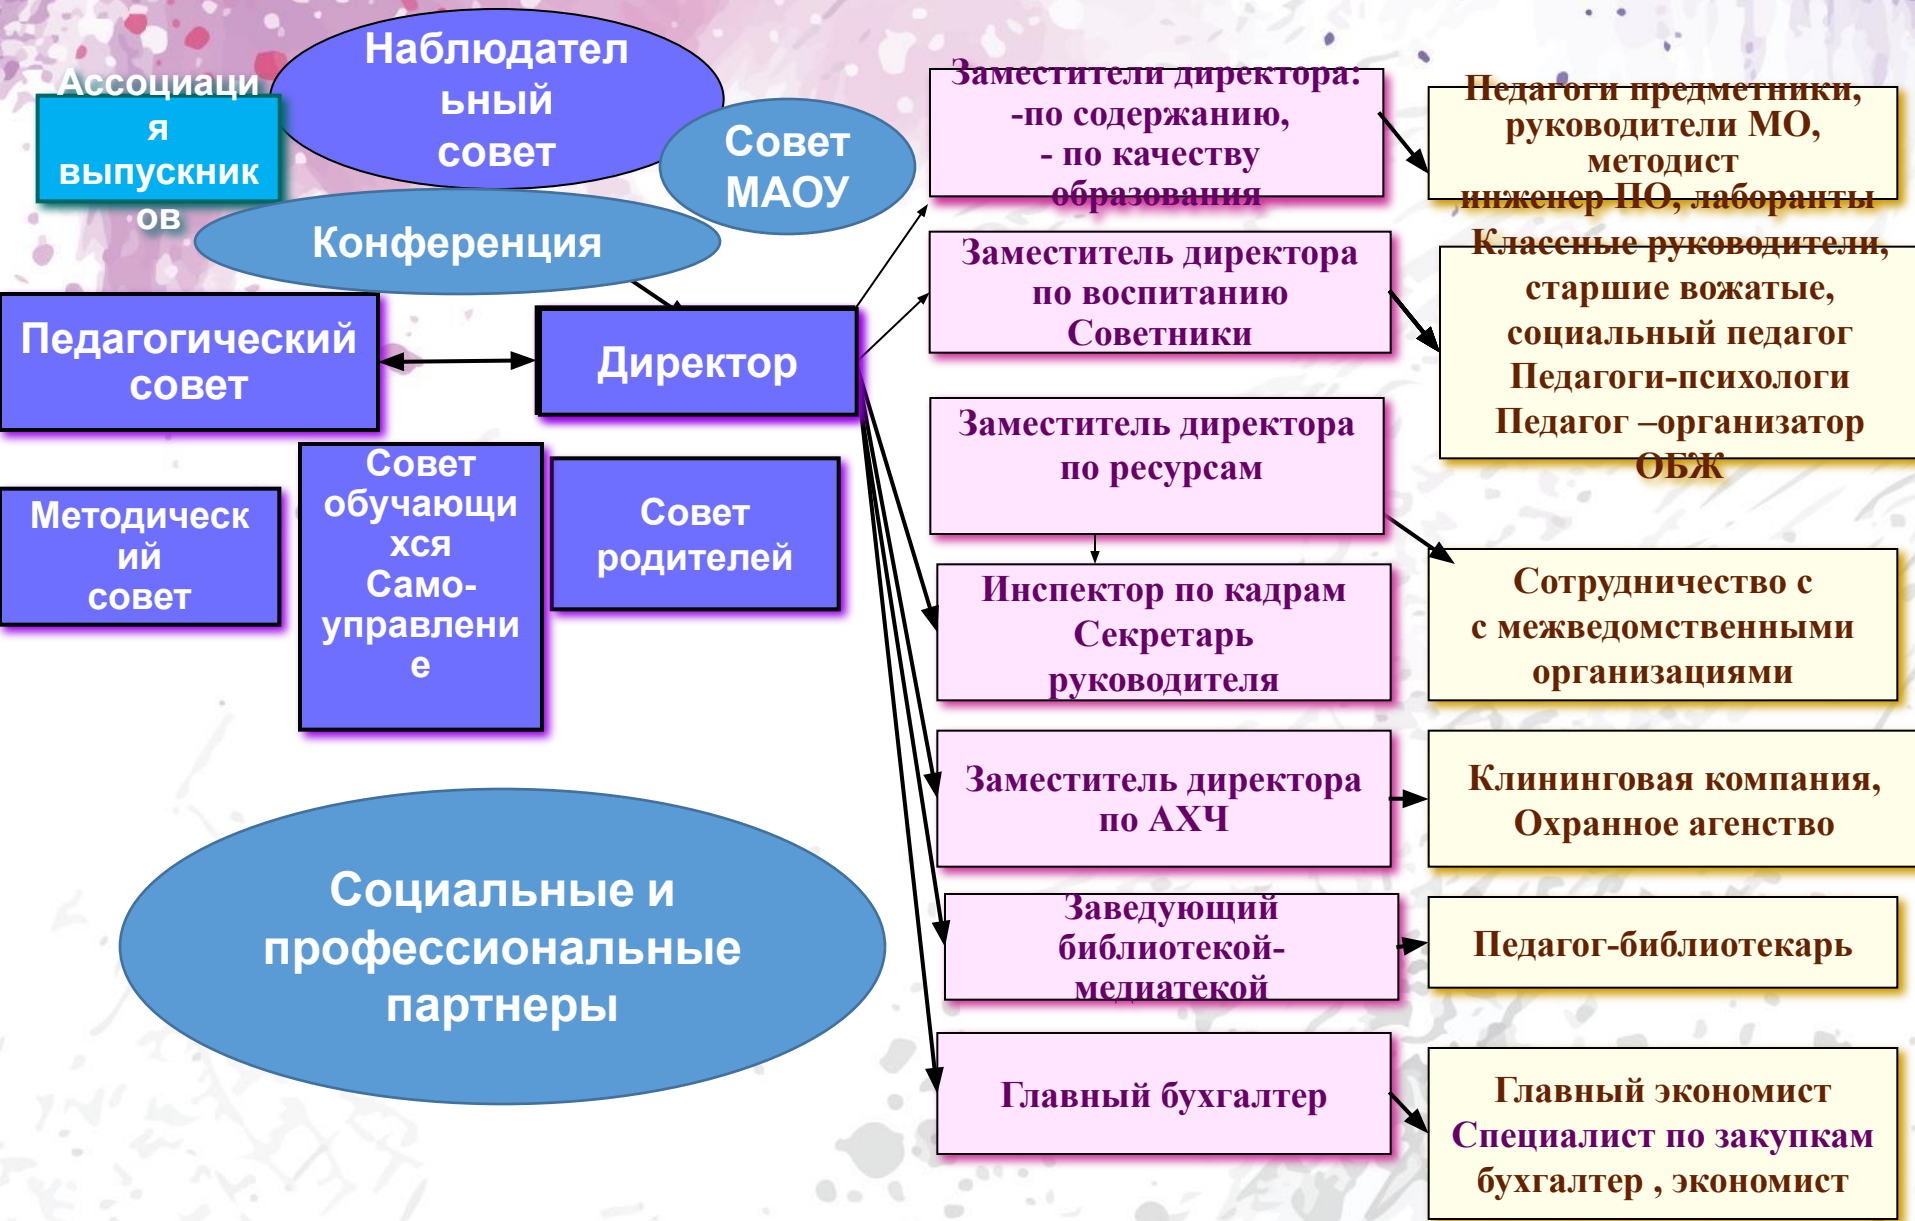 Наблюдател
ьный
совет
Ассоциаци
я
выпускник
ов
Совет
МАОУ
Конференция
Педагогический
совет
Директор
Методическ
ий
совет
Совет
обучающи
хся
Само-
управлени
е
Совет
родителей
Социальные и
профессиональные
партнеры
Заместители директора:
-по содержанию,
- по качеству
образования
Педагоги предметники,
руководители МО,
методист
инженер ПО, лаборанты
Заместитель директора
по воспитанию
Советники
Классные руководители,
старшие вожатые,
социальный педагог
Педагоги-психологи
Педагог –организатор
ОБЖ
Заместитель директора
по ресурсам
Инспектор по кадрам
Секретарь
руководителя
Сотрудничество с
с межведомственными
организациями
Заместитель директора
по АХЧ
Клининговая компания,
Охранное агенство
Заведующий
библиотекой-
медиатекой
Педагог-библиотекарь
Главный бухгалтер
Главный экономист
Специалист по закупкам
бухгалтер , экономист